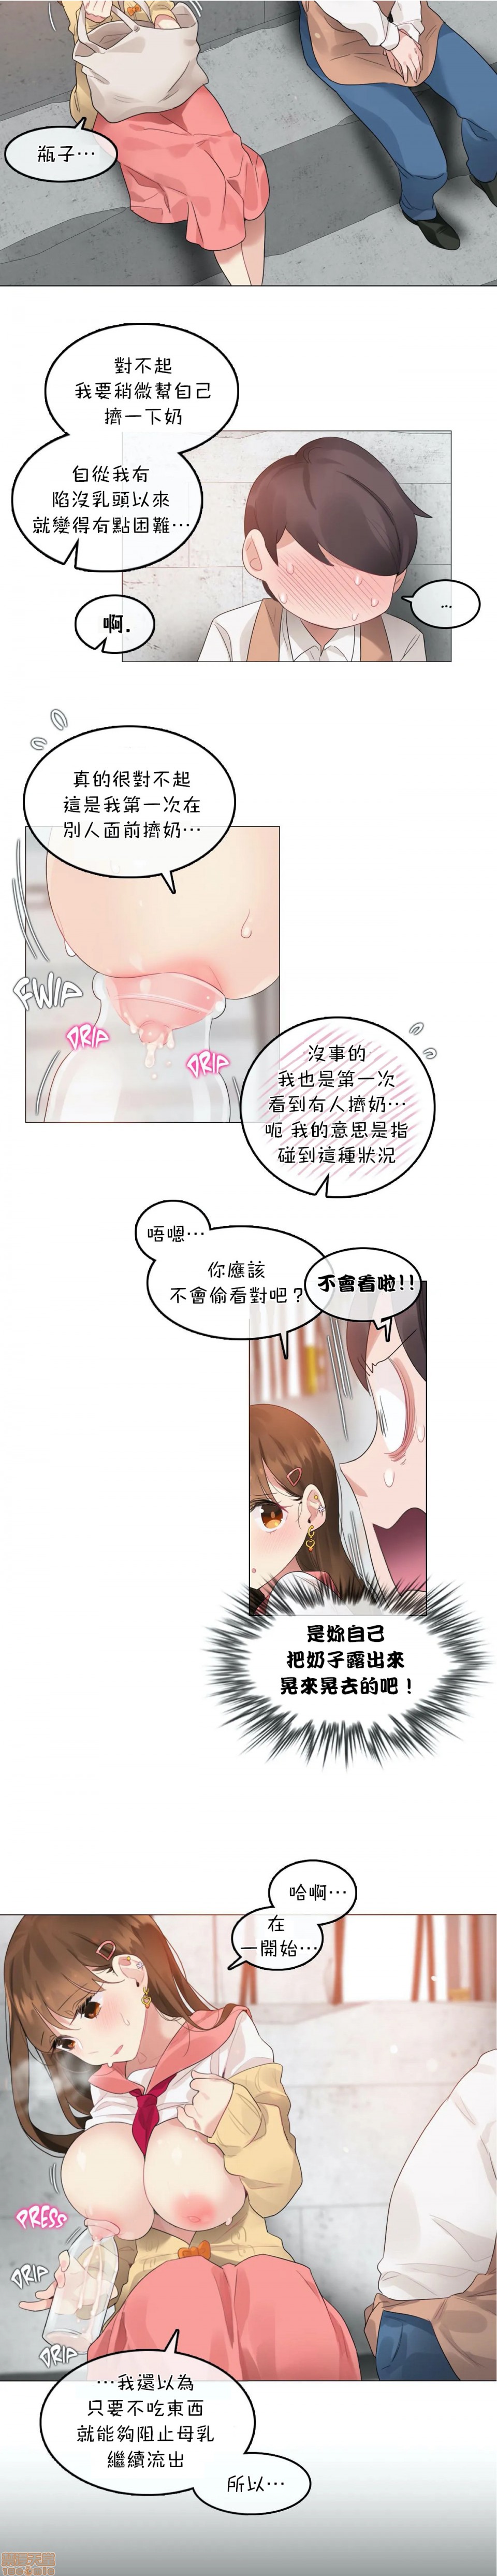 瓶子…
對不起
我要稍微幫自己
擠一下奶
自從我有
陷沒乳頭以來
就變得有點困難…
啊.
…
真的很對不起
這是我第一次在
別人面前擠奶…
FWIP
DRIP
DRIP
沒事的
我也是第一次
看到有人擠奶…
呃 我的意思是指
碰到這種狀況
唔嗯…
你應該
不會偷看對吧？
不會看啦!!
是妳自己
把奶子露出來
晃來晃去的吧！
哈啊…
在
一開始…
PRESS
DRIP
DRIP
…我還以為
只要不吃東西
就能夠阻止母乳
繼續流出
所以…